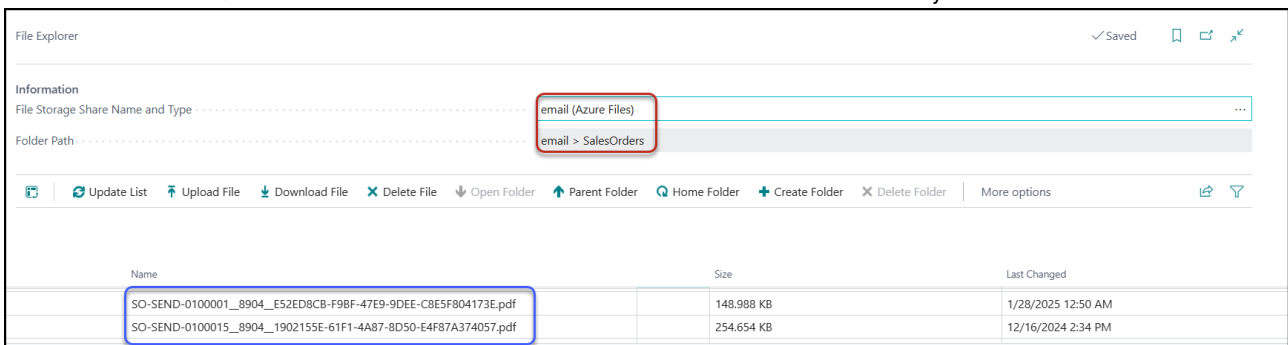 File Explorer
✓Saved
Information
File Storage Share Name and Type
email (Azure Files)
...
Folder Path
email > SalesOrders
Update List Upload File Download File Delete File Open Folder Parent Folder Home Folder Create Folder Delete Folder More options
Name Size Last Changed
SO-SEND-0100001__8904__E52ED8CB-F9BF-47E9-9DEE-C8E5F804173E.pdf 148.988 KB 1/28/2025 12:50 AM
SO-SEND-0100015__8904__1902155E-61F1-4A87-8D50-E4F87A374057.pdf 254.654 KB 12/16/2024 2:34 PM